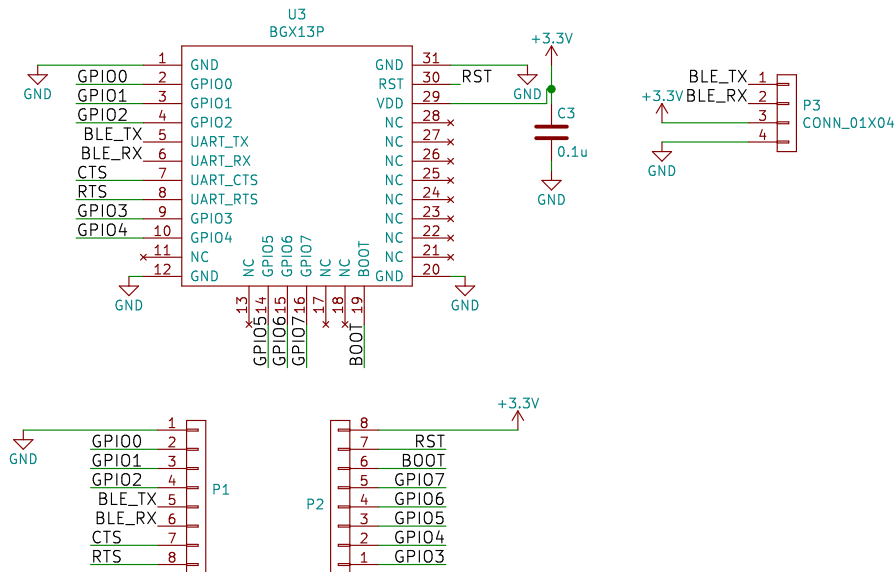 U3
BGX13P
1 GND
GND
GPIO0 2 GPIO0
GPIO1 3 GPIO1
GPIO2 4 GPIO2
BLE_TX 5 UART_TX
BLE_RX 6 UART_RX
CTS 7 UART_CTS
RTS 8 UART_RTS
GPIO3 9 GPIO3
GPIO4 10 GPIO4
11 NC
12 GND
GND
NC 13
GPIO5 14 GPIO5
GPIO6 15 GPIO6
GPIO7 16 GPIO7
NC 17
NC 18
BOOT 19 BOOT
GND 31
GND
RST 30 RST
VDD 29
NC 28
NC 27
NC 26
NC 25
NC 24
NC 23
NC 22
NC 21
GND 20
GND
+3.3V
C3
0.1u
GND
BLE_TX 1
BLE_RX 2
+3.3V
3
4
GND
P3
CONN_01X04
1
GND
GPIO0 2
GPIO1 3
GPIO2 4
BLE_TX 5
BLE_RX 6
CTS 7
RTS 8
P1
+3.3V
8
7 RST
6 BOOT
5 GPIO7
4 GPIO6
3 GPIO5
2 GPIO4
1 GPIO3
P2